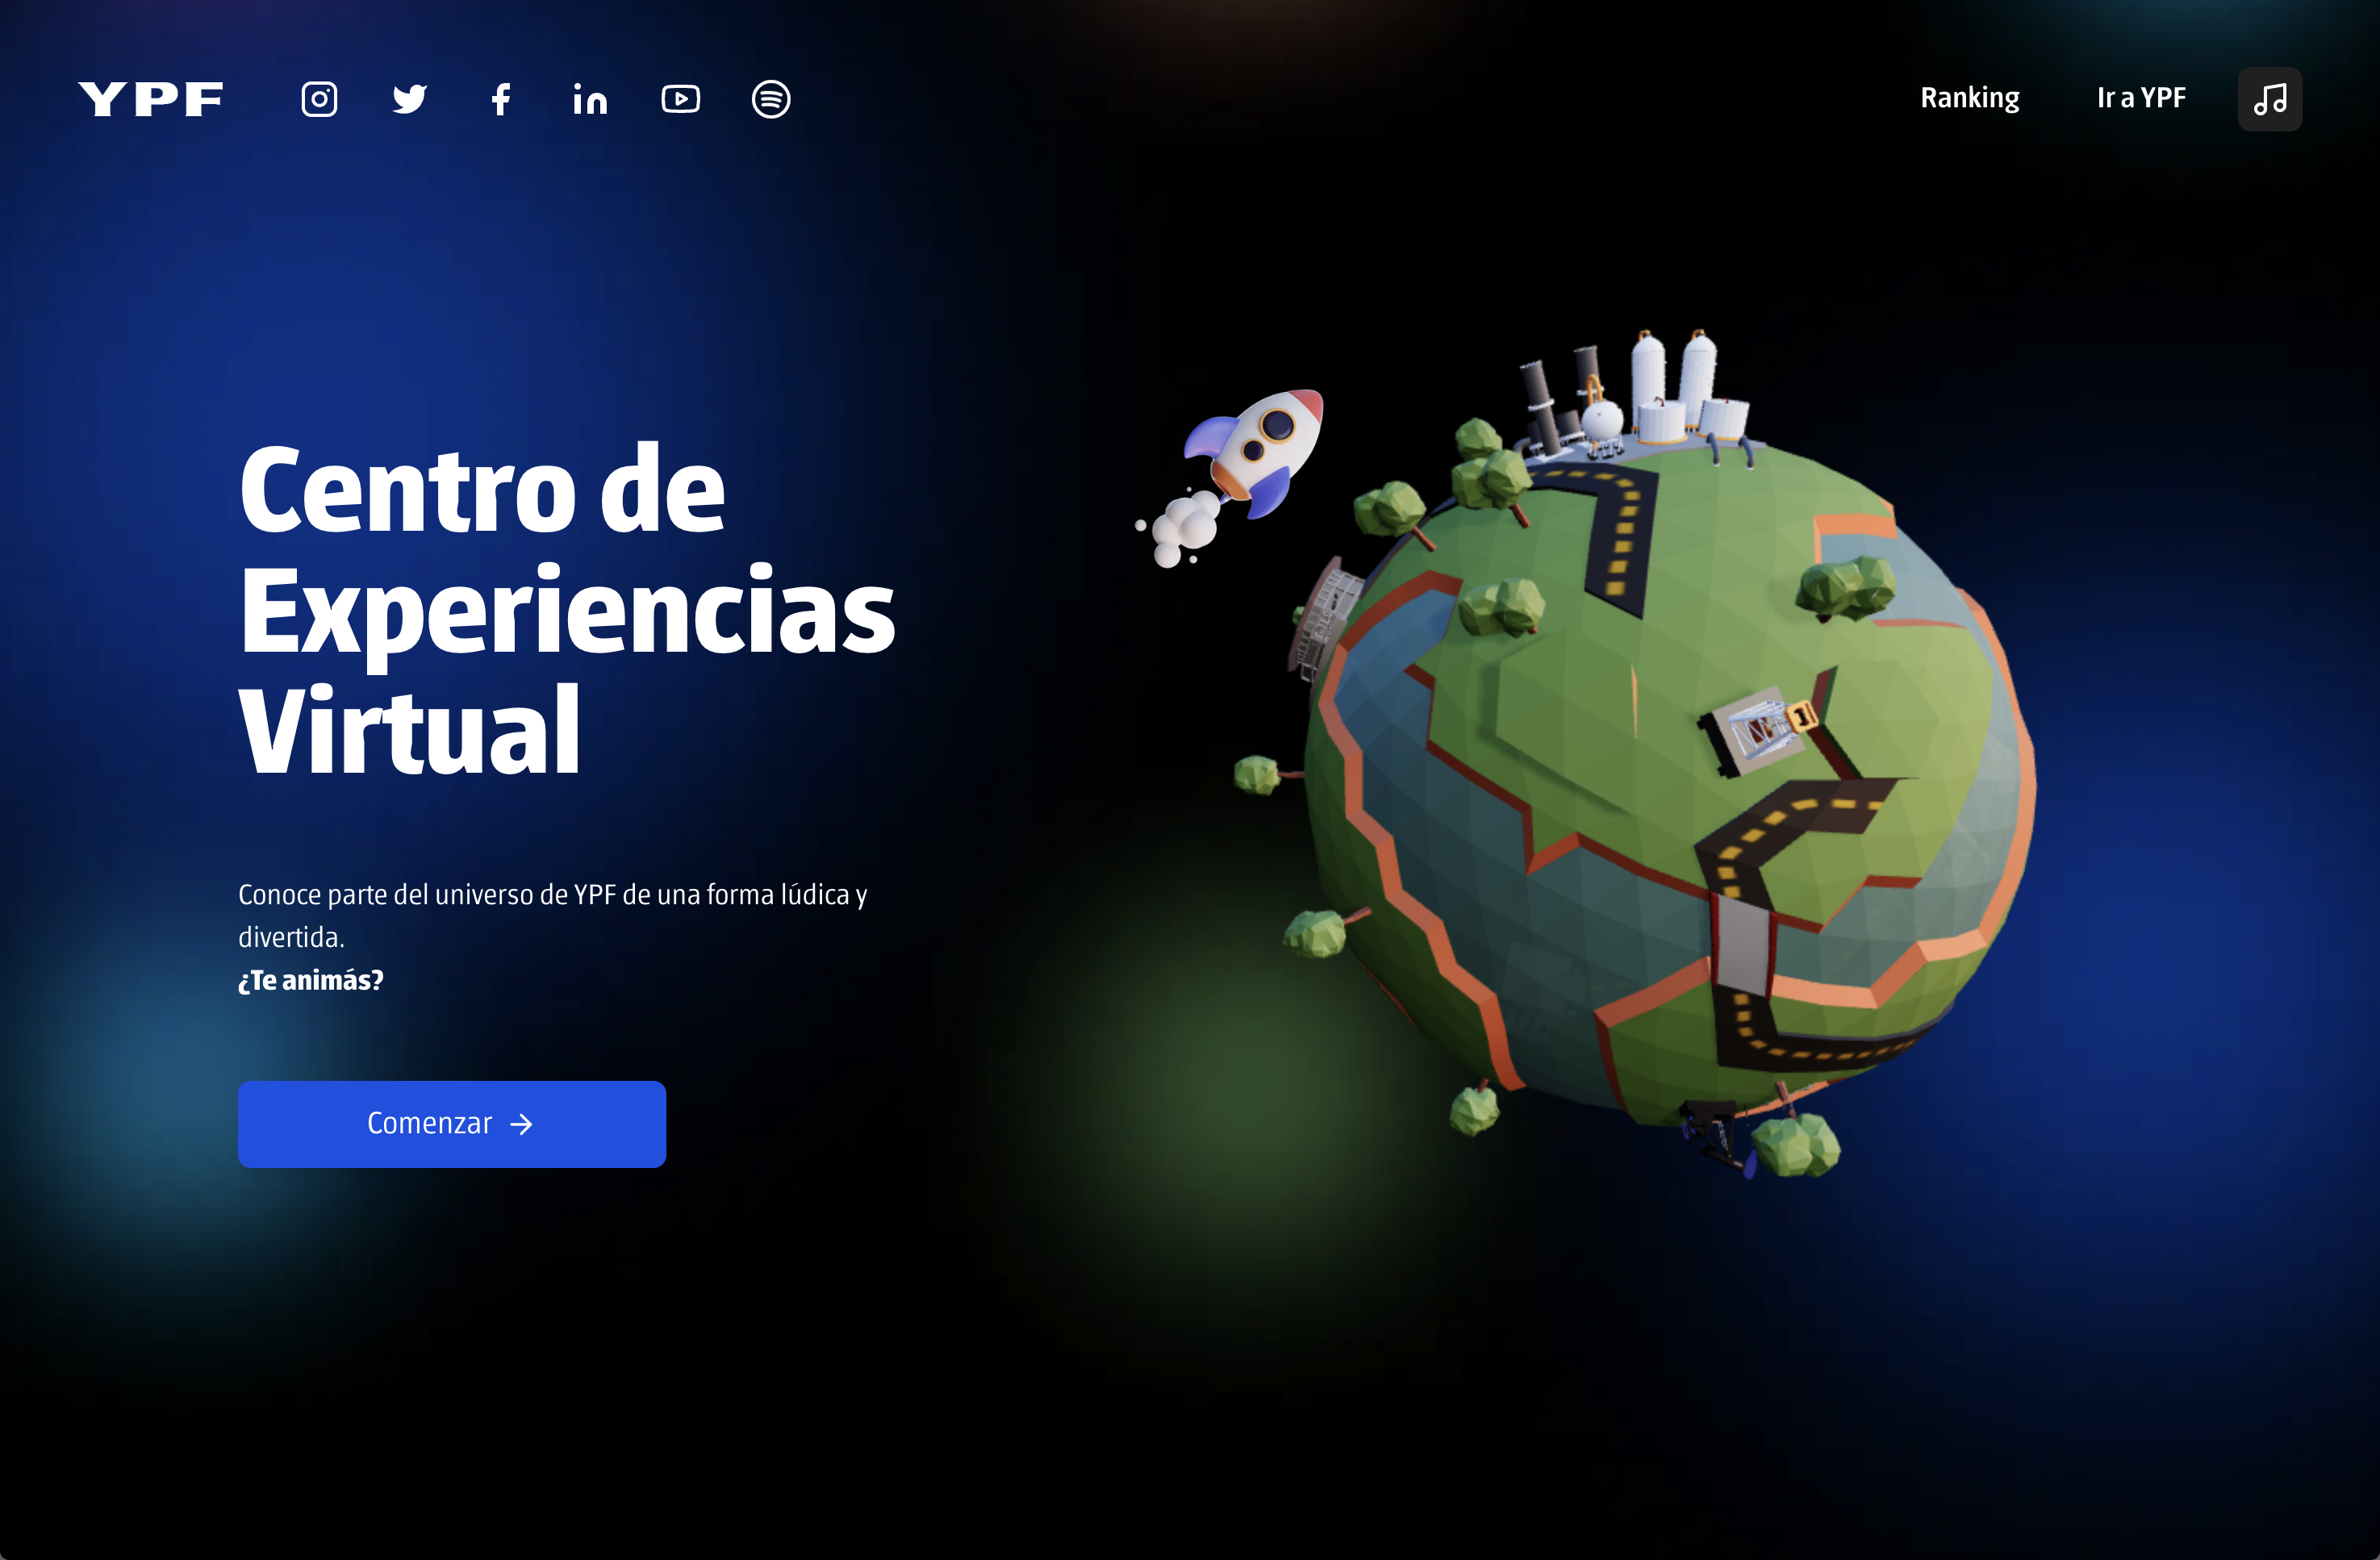 YPF
Ranking
Ir a YPF
Centro de
Experiencias
Virtual
Conoce parte del universo de YPF de una forma lúdica y
divertida.
¿Te animás?
Comenzar